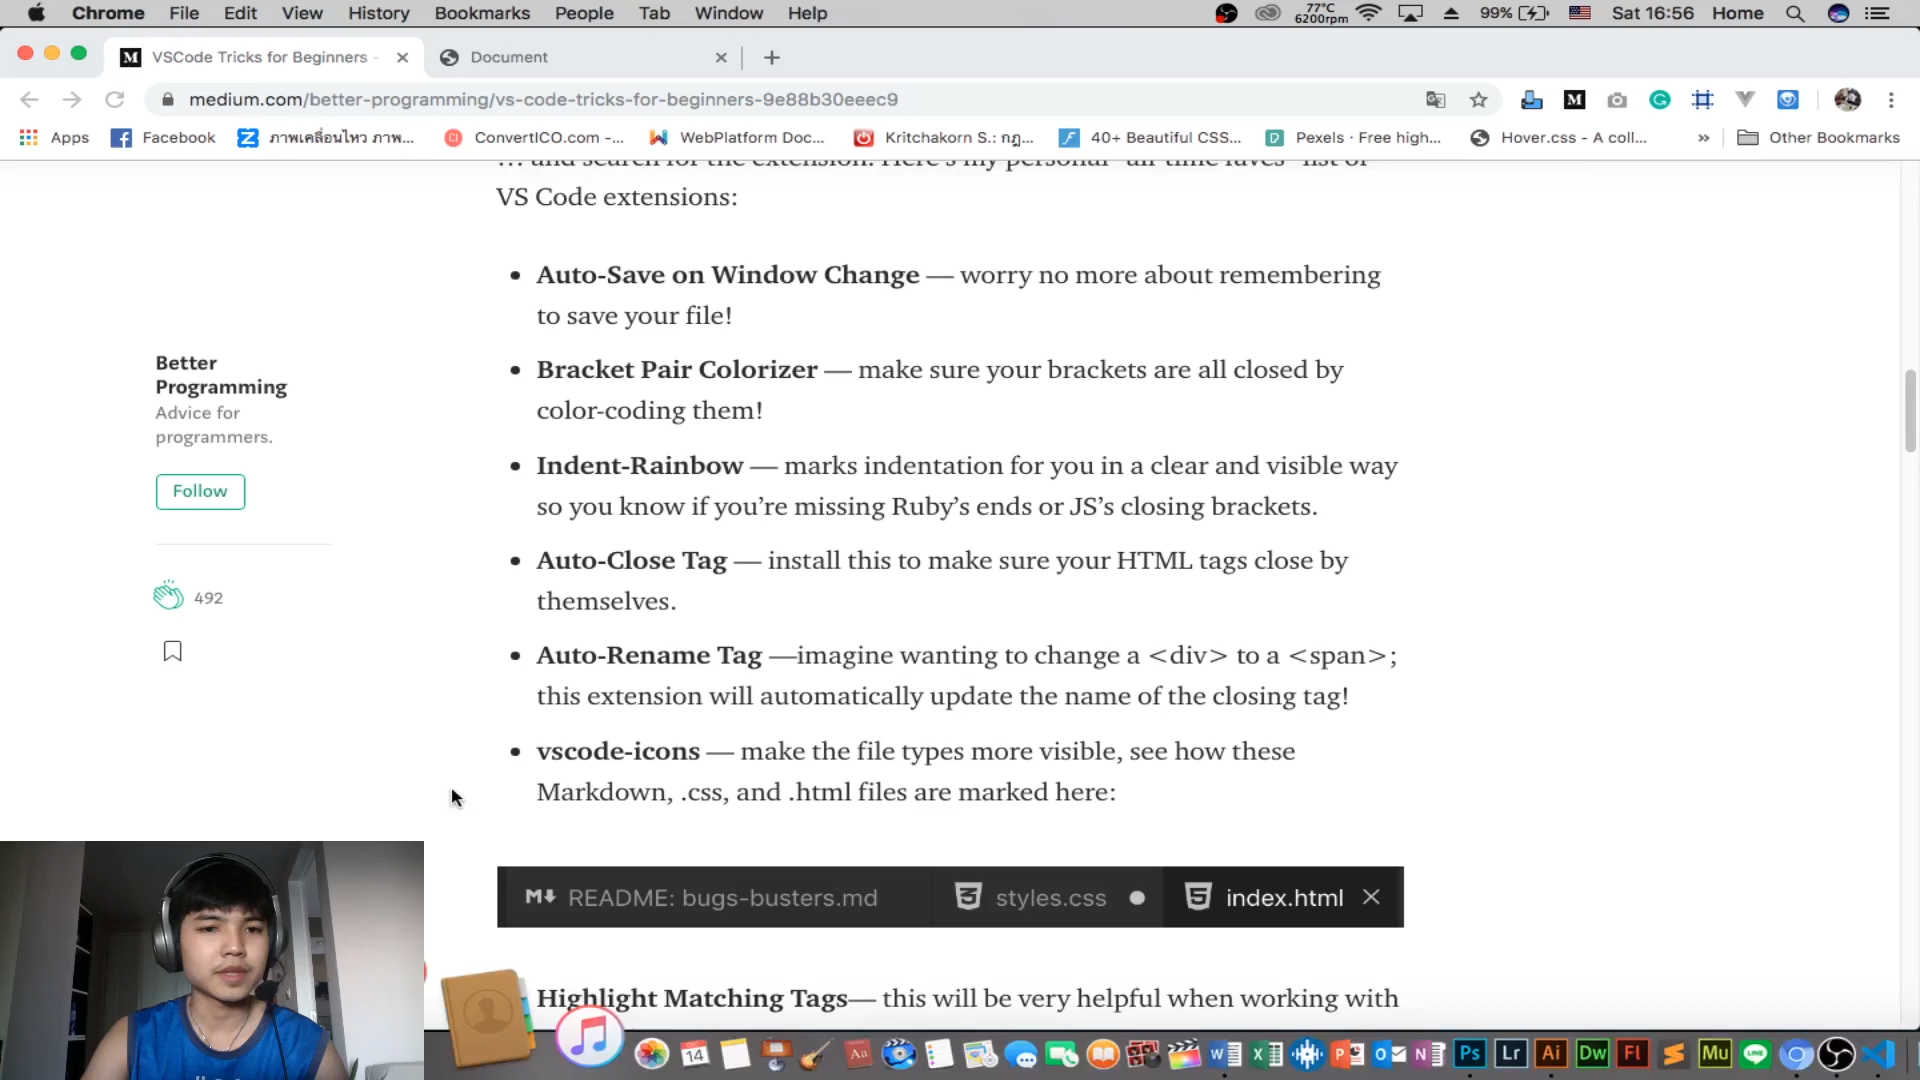 Chrome File Edit View History Bookmarks People Tab Window Help 77°C 6200rpm 99% Sat 16:56 Home
M VSCode Tricks for Beginners - Document
medium.com/better-programming/vs-code-tricks-for-beginners-9e88b30eeec9
Apps Facebook ภาพเคลื่อนไหว ภาพ... ConvertICO.com -... WebPlatform Doc... Kritchakorn S.: กฎ... 40+ Beautiful CSS... Pexels · Free high... Hover.css - A coll... » Other Bookmarks
... and search for the extension. Here's my personal "all-time faves" list of
VS Code extensions:
• Auto-Save on Window Change — worry no more about remembering
to save your file!
Better
Programming
Advice for
programmers.
Follow
492
• Bracket Pair Colorizer — make sure your brackets are all closed by
color-coding them!
• Indent-Rainbow — marks indentation for you in a clear and visible way
so you know if you’re missing Ruby’s ends or JS’s closing brackets.
• Auto-Close Tag — install this to make sure your HTML tags close by
themselves.
• Auto-Rename Tag —imagine wanting to change a <div> to a <span>;
this extension will automatically update the name of the closing tag!
• vscode-icons — make the file types more visible, see how these
Markdown, .css, and .html files are marked here:
M↓ README: bugs-busters.md 3 styles.css ● 5 index.html ×
Highlight Matching Tags— this will be very helpful when working with
14 Aa W X P O N Ps Lr Ai Dw Fl S Mu LINE